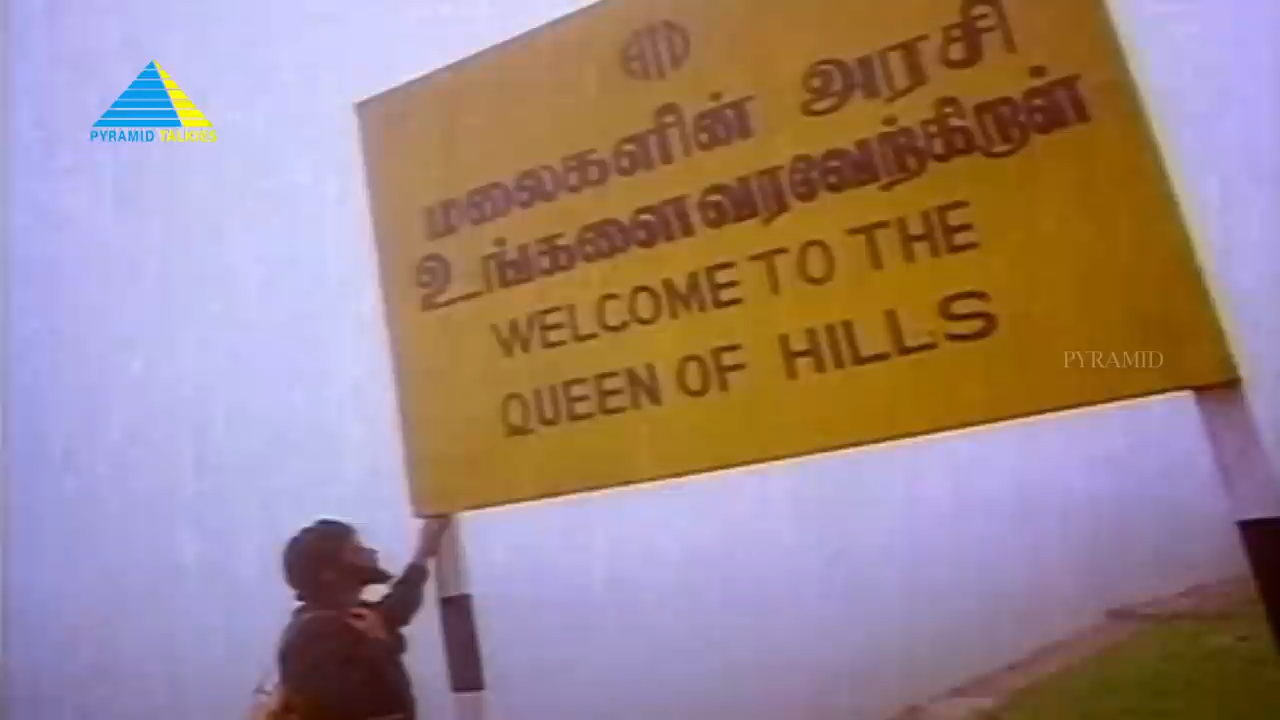 PYRAMID TALKIES
மலைகளின் அரசி
உங்களை வரவேற்கிறாள்
WELCOME TO THE
QUEEN OF HILLS
PYRAMID